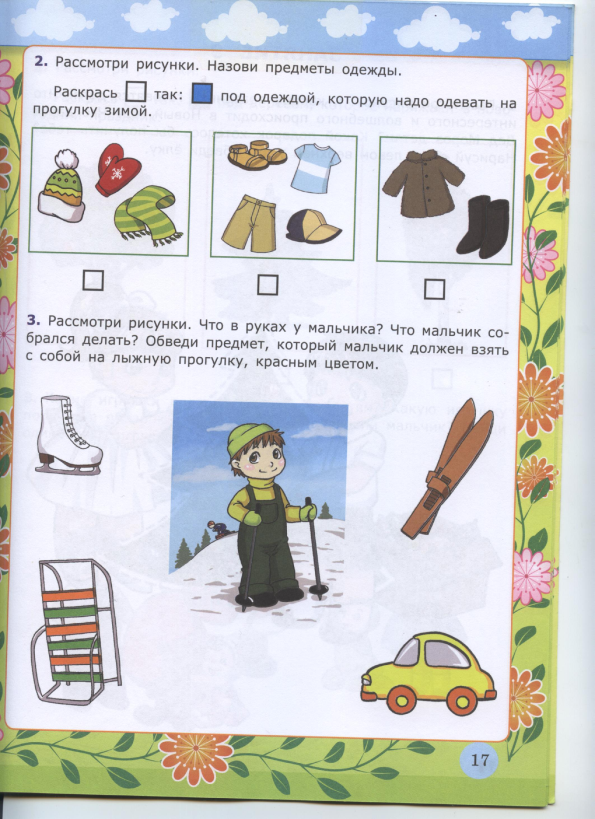 2. Рассмотри рисунки. Назови предметы одежды.
Раскрась так: под одеждой, которую надо одевать на
прогулку зимой.
3. Рассмотри рисунки. Что в руках у мальчика? Что мальчик со-
брался делать? Обведи предмет, который мальчик должен взять
с собой на лыжную прогулку, красным цветом.
17